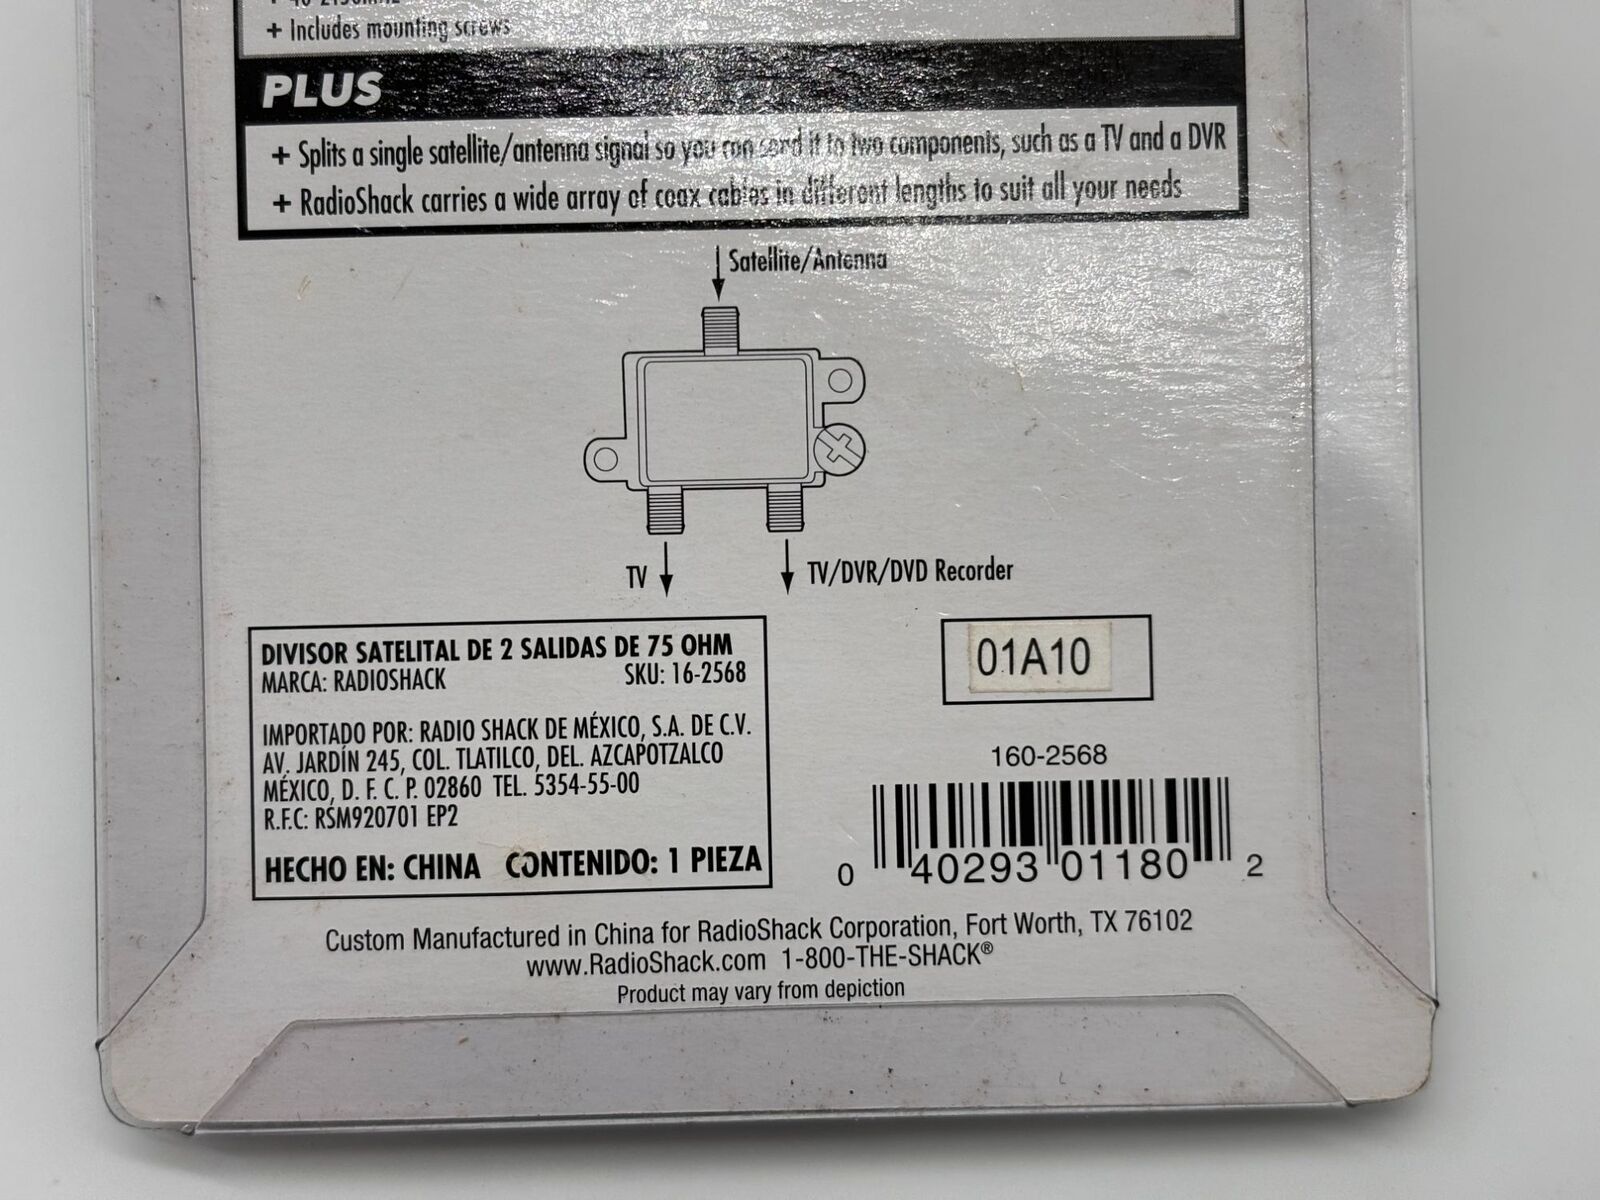 + Includes mounting screws
PLUS
+ Splits a single satellite/antenna signal so you can send it to two components, such as a TV and a DVR
+ RadioShack carries a wide array of coax cables in different lengths to suit all your needs
Satellite/Antenna
TV
TV/DVR/DVD Recorder
DIVISOR SATELITAL DE 2 SALIDAS DE 75 OHM
MARCA: RADIOSHACK SKU: 16-2568
IMPORTADO POR: RADIO SHACK DE MÉXICO, S.A. DE C.V.
AV. JARDÍN 245, COL. TLATILCO, DEL. AZCAPOTZALCO
MÉXICO, D. F. C. P. 02860 TEL. 5354-55-00
R.F.C: RSM920701 EP2
HECHO EN: CHINA CONTENIDO: 1 PIEZA
01A10
160-2568
0 40293 01180 2
Custom Manufactured in China for RadioShack Corporation, Fort Worth, TX 76102
www.RadioShack.com 1-800-THE-SHACK®
Product may vary from depiction